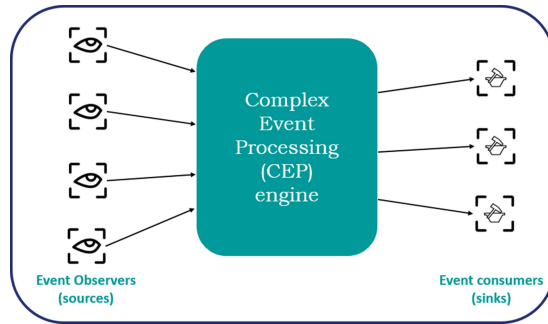 Complex
Event
Processing
(CEP)
engine
Event Observers
(sources)
Event consumers
(sinks)